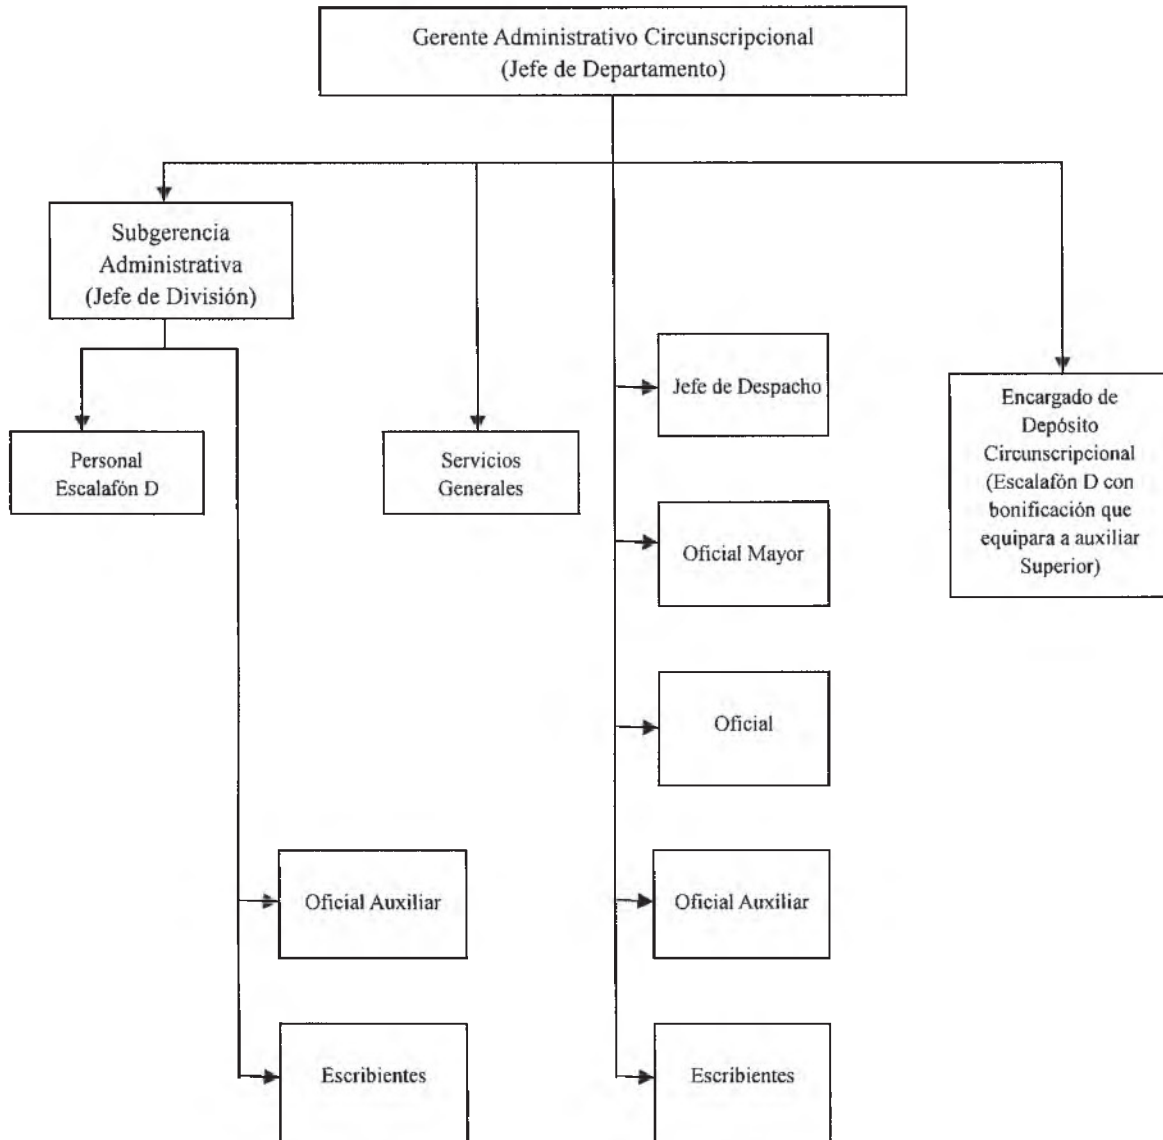 Gerente Administrativo Circunscripcional
(Jefe de Departamento)
Subgerencia
Administrativa
(Jefe de División)
Personal
Escalafón D
Servicios
Generales
Jefe de Despacho
Encargado de
Depósito
Circunscripcional
(Escalafón D con
bonificación que
equipara a auxiliar
Superior)
Oficial Mayor
Oficial
Oficial Auxiliar
Oficial Auxiliar
Escribientes
Escribientes